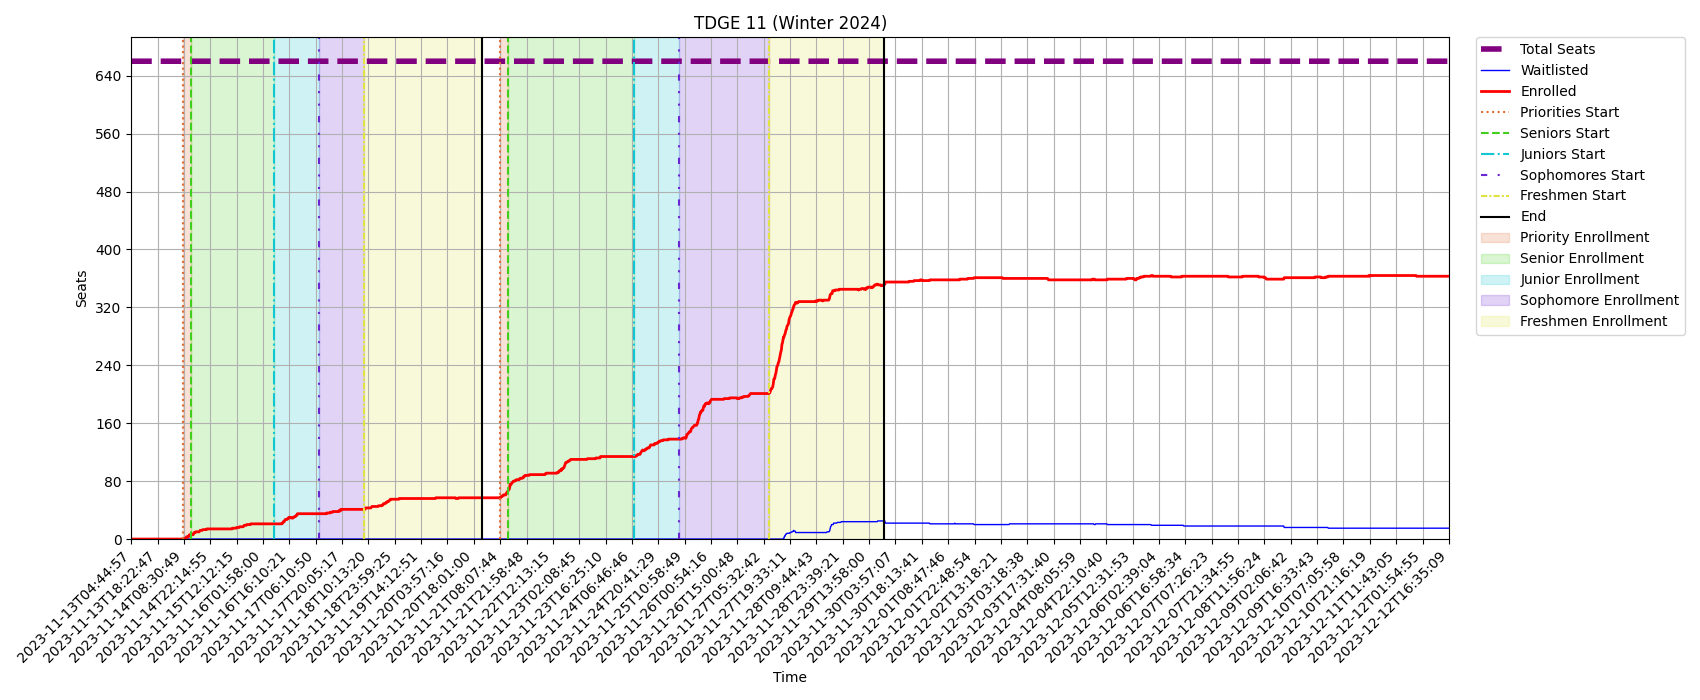 TDGE 11 (Winter 2024)
Seats
640
560
480
400
320
240
160
80
0
2023-11-13T04:44:57
2023-11-13T18:22:47
2023-11-14T08:30:49
2023-11-14T22:14:55
2023-11-15T12:12:15
2023-11-16T01:58:00
2023-11-16T16:10:21
2023-11-17T06:10:50
2023-11-17T20:05:17
2023-11-18T10:13:20
2023-11-18T23:59:25
2023-11-19T14:12:51
2023-11-20T03:57:16
2023-11-20T18:01:00
2023-11-21T08:07:44
2023-11-21T21:58:48
2023-11-22T12:13:15
2023-11-23T02:08:45
2023-11-23T16:25:10
2023-11-24T06:46:46
2023-11-24T20:41:29
2023-11-25T10:58:49
2023-11-26T00:54:16
2023-11-26T15:00:48
2023-11-27T05:32:42
2023-11-27T19:33:11
2023-11-28T09:44:43
2023-11-28T23:39:21
2023-11-29T13:58:00
2023-11-30T03:57:07
2023-11-30T18:13:41
2023-12-01T08:47:46
2023-12-01T22:48:54
2023-12-02T13:18:21
2023-12-03T03:18:38
2023-12-03T17:31:40
2023-12-04T08:05:59
2023-12-04T22:10:40
2023-12-05T12:31:53
2023-12-06T02:39:04
2023-12-06T16:58:34
2023-12-07T07:26:23
2023-12-07T21:34:55
2023-12-08T11:56:24
2023-12-09T02:06:42
2023-12-09T16:33:43
2023-12-10T07:05:58
2023-12-10T21:16:19
2023-12-11T11:43:05
2023-12-12T01:54:55
2023-12-12T16:35:09
Time
Total Seats
Waitlisted
Enrolled
Priorities Start
Seniors Start
Juniors Start
Sophomores Start
Freshmen Start
End
Priority Enrollment
Senior Enrollment
Junior Enrollment
Sophomore Enrollment
Freshmen Enrollment